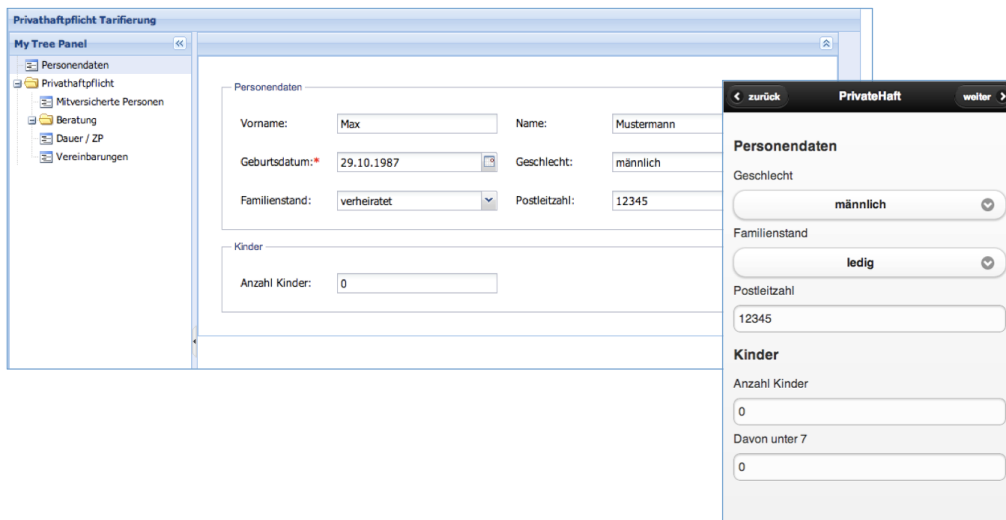 Privathaftpflicht Tarifierung
My Tree Panel
Personendaten
Privathaftpflicht
Mitversicherte Personen
Beratung
Dauer / ZP
Vereinbarungen
Personendaten
Vorname: Max Name: Mustermann
Geburtsdatum:* 29.10.1987 Geschlecht: männlich
Familienstand: verheiratet Postleitzahl: 12345
Kinder
Anzahl Kinder: 0
zurück PrivateHaft weiter
Personendaten
Geschlecht
männlich
Familienstand
ledig
Postleitzahl
12345
Kinder
Anzahl Kinder
0
Davon unter 7
0